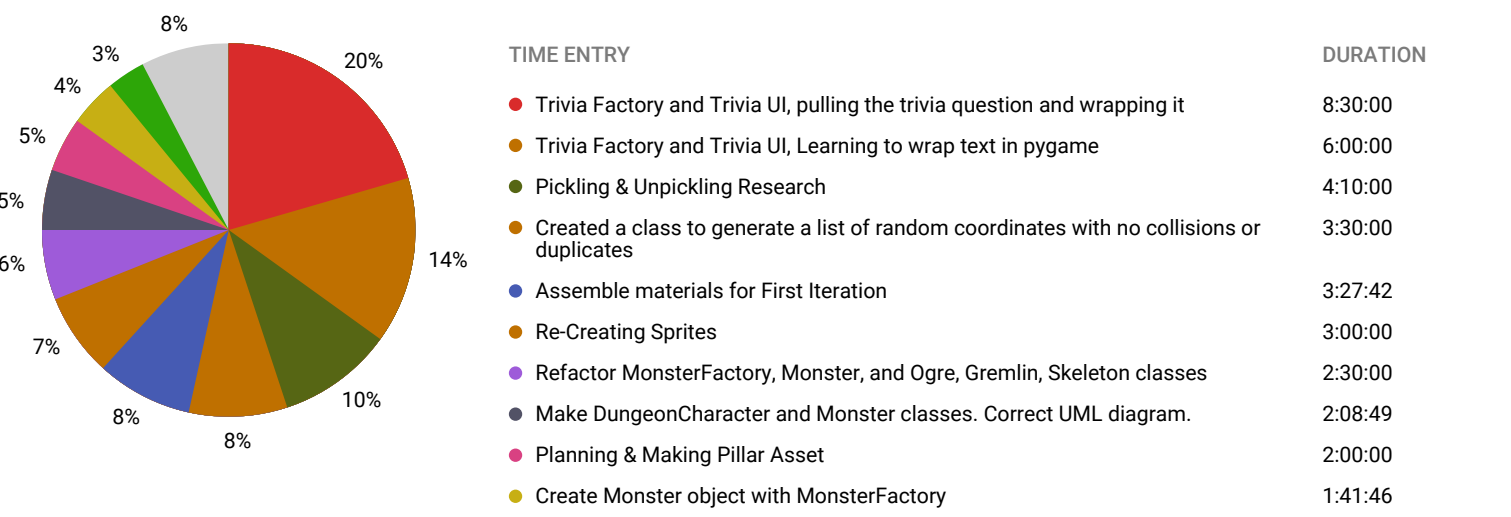 8%
3%
20%
4%
5%
5%
14%
6%
7%
10%
8%
8%
TIME ENTRY DURATION
Trivia Factory and Trivia UI, pulling the trivia question and wrapping it 8:30:00
Trivia Factory and Trivia UI, Learning to wrap text in pygame 6:00:00
Pickling & Unpickling Research 4:10:00
Created a class to generate a list of random coordinates with no collisions or 3:30:00
duplicates
Assemble materials for First Iteration 3:27:42
Re-Creating Sprites 3:00:00
Refactor MonsterFactory, Monster, and Ogre, Gremlin, Skeleton classes 2:30:00
Make DungeonCharacter and Monster classes. Correct UML diagram. 2:08:49
Planning & Making Pillar Asset 2:00:00
Create Monster object with MonsterFactory 1:41:46